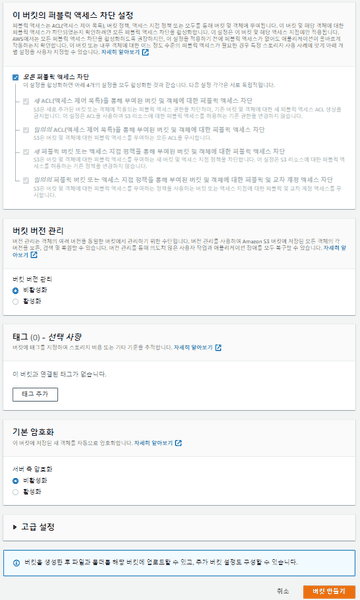 이 버킷의 퍼블릭 액세스 차단 설정
퍼블릭 액세스는 ACL(액세스 제어 목록), 버킷 정책, 액세스 지점 정책 또는 모두를 통해 버킷 및 객체에 부여됩니다. 이 버킷 및 해당 객체에 대한
퍼블릭 액세스가 차단되었는지 확인하려면 모든 퍼블릭 액세스 차단을 활성화합니다. 이 설정은 이 버킷 및 해당 액세스 지점에만 적용됩니다.
AWS에서는 모든 퍼블릭 액세스 차단을 활성화하도록 권장하지만, 이 설정을 적용하기 전에 퍼블릭 액세스가 없어도 애플리케이션이 올바르게
작동하는지 확인합니다. 이 버킷 또는 내부 객체에 대한 어느 정도 수준의 퍼블릭 액세스가 필요한 경우 특정 스토리지 사용 사례에 맞게 아래 개
별 설정을 사용자 지정할 수 있습니다. 자세히 알아보기
모든 퍼블릭 액세스 차단
이 설정을 활성화하면 아래 4개의 설정을 모두 활성화한 것과 같습니다. 다음 설정 각각은 서로 독립적입니다.
새 ACL(액세스 제어 목록)을 통해 부여된 버킷 및 객체에 대한 퍼블릭 액세스 차단
S3은 새로 추가된 버킷 또는 객체에 적용되는 퍼블릭 액세스 권한을 차단하며, 기존 버킷 및 객체에 대한 새 퍼블릭 액세스 ACL 생성을
금지합니다. 이 설정은 ACL을 사용하여 S3 리소스에 대한 퍼블릭 액세스를 허용하는 기존 권한을 변경하지 않습니다.
임의의 ACL(액세스 제어 목록)을 통해 부여된 버킷 및 객체에 대한 퍼블릭 액세스 차단
S3은 버킷 및 객체에 대한 퍼블릭 액세스를 부여하는 모든 ACL을 무시합니다.
새 퍼블릭 버킷 또는 액세스 지점 정책을 통해 부여된 버킷 및 객체에 대한 퍼블릭 액세스 차단
S3은 버킷 및 객체에 대한 퍼블릭 액세스를 부여하는 새 버킷 및 액세스 지점 정책을 차단합니다. 이 설정은 S3 리소스에 대한 퍼블릭 액
세스를 허용하는 기존 정책을 변경하지 않습니다.
임의의 퍼블릭 버킷 또는 액세스 지점 정책을 통해 부여된 버킷 및 객체에 대한 퍼블릭 및 교차 계정 액세스 차단
S3은 버킷 및 객체에 대한 퍼블릭 액세스를 부여하는 정책을 사용하는 버킷 또는 액세스 지점에 대한 퍼블릭 및 교차 계정 액세스를 무
시합니다.
버킷 버전 관리
버전 관리는 객체의 여러 버전을 동일한 버킷에서 관리하기 위한 수단입니다. 버전 관리를 사용하여 Amazon S3 버킷에 저장된 모든 객체의 각
버전을 보존, 검색 및 복원할 수 있습니다. 버전 관리를 통해 의도치 않은 사용자 작업과 애플리케이션 장애를 모두 복구할 수 있습니다. 자세히 알
아보기
버킷 버전 관리
비활성화
활성화
태그 (0) - 선택 사항
버킷에 태그를 지정하여 스토리지 비용 또는 기타 기준을 추적합니다. 자세히 알아보기
이 버킷과 연결된 태그가 없습니다.
태그 추가
기본 암호화
이 버킷에 저장된 새 객체를 자동으로 암호화합니다. 자세히 알아보기
서버 측 암호화
비활성화
활성화
고급 설정
버킷을 생성한 후 파일과 폴더를 해당 버킷에 업로드할 수 있고, 추가 버킷 설정도 구성할 수 있습니다.
취소
버킷 만들기